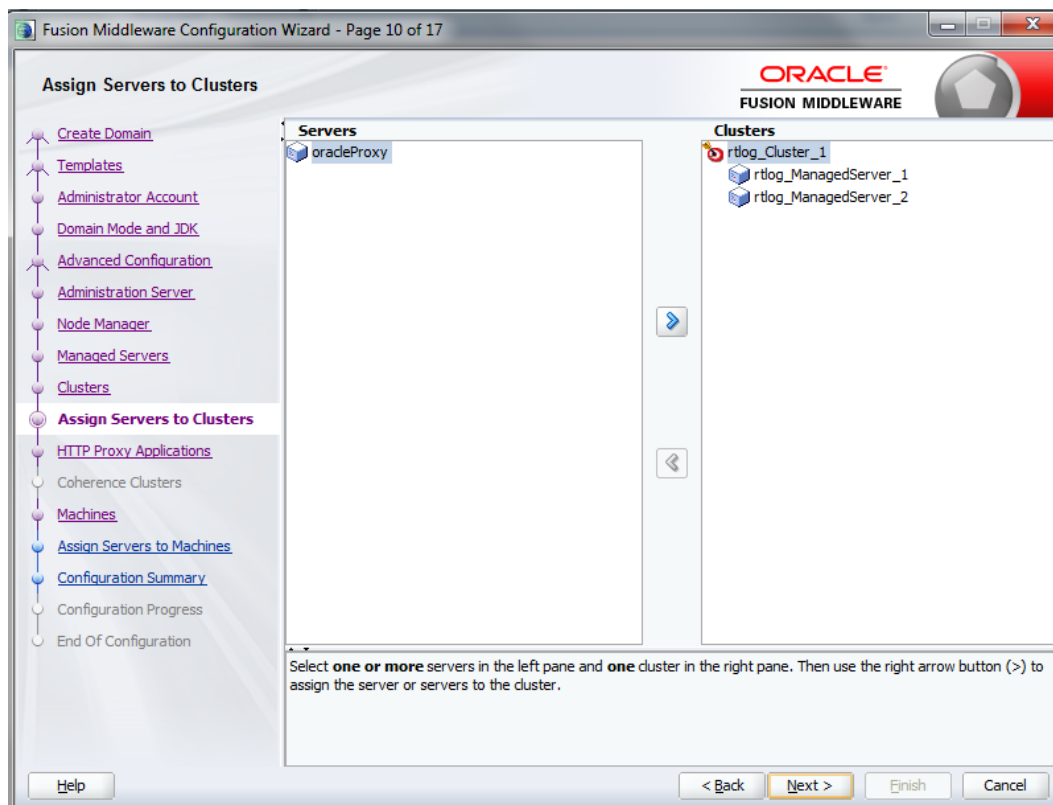 Fusion Middleware Configuration Wizard - Page 10 of 17
Assign Servers to Clusters
ORACLE
FUSION MIDDLEWARE
Create Domain
Templates
Administrator Account
Domain Mode and JDK
Advanced Configuration
Administration Server
Node Manager
Managed Servers
Clusters
Assign Servers to Clusters
HTTP Proxy Applications
Coherence Clusters
Machines
Assign Servers to Machines
Configuration Summary
Configuration Progress
End Of Configuration
Servers
oracleProxy
Clusters
rtlog_Cluster_1
rtlog_ManagedServer_1
rtlog_ManagedServer_2
Select one or more servers in the left pane and one cluster in the right pane. Then use the right arrow button (>) to
assign the server or servers to the cluster.
Help
< Back
Next >
Finish
Cancel